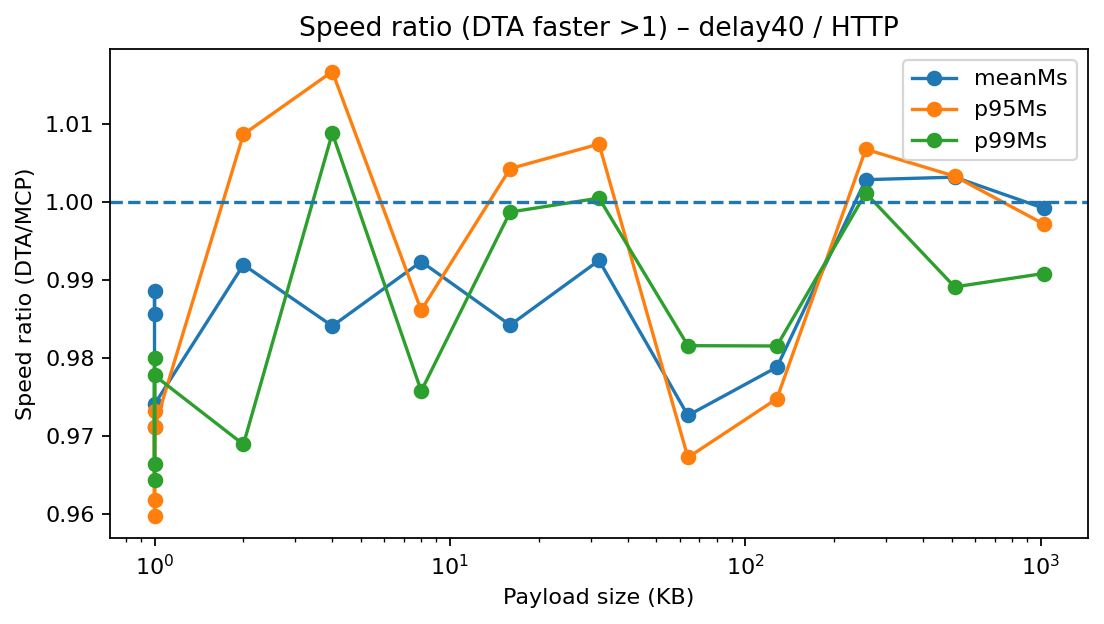 Speed ratio (DTA faster >1) – delay40 / HTTP
meanMs
p95Ms
p99Ms
Speed ratio (DTA/MCP)
1.01
1.00
0.99
0.98
0.97
0.96
10⁰
10¹
10²
10³
Payload size (KB)